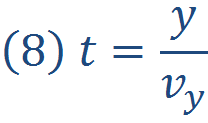 (8) t = y / v_y